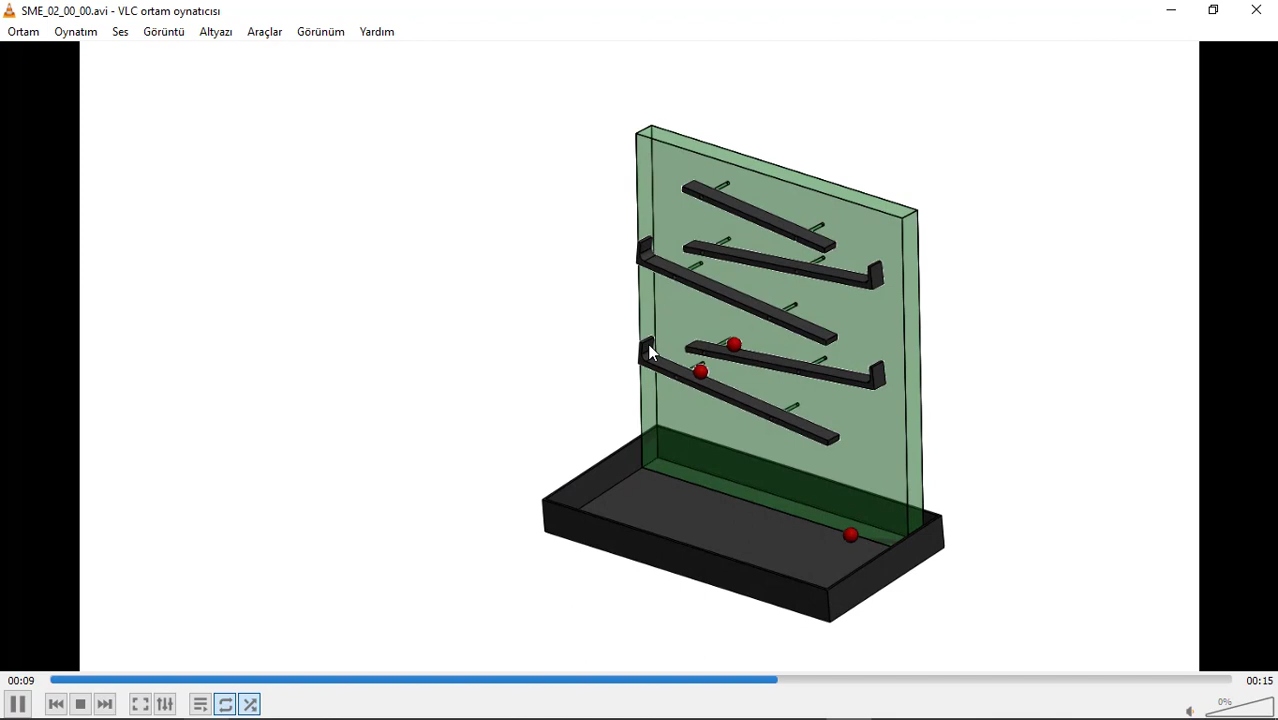 SME_02_00_00.avi - VLC ortam oynatıcısı
Ortam Oynatım Ses Görüntü Altyazı Araçlar Görünüm Yardım
00:09 00:15
0%